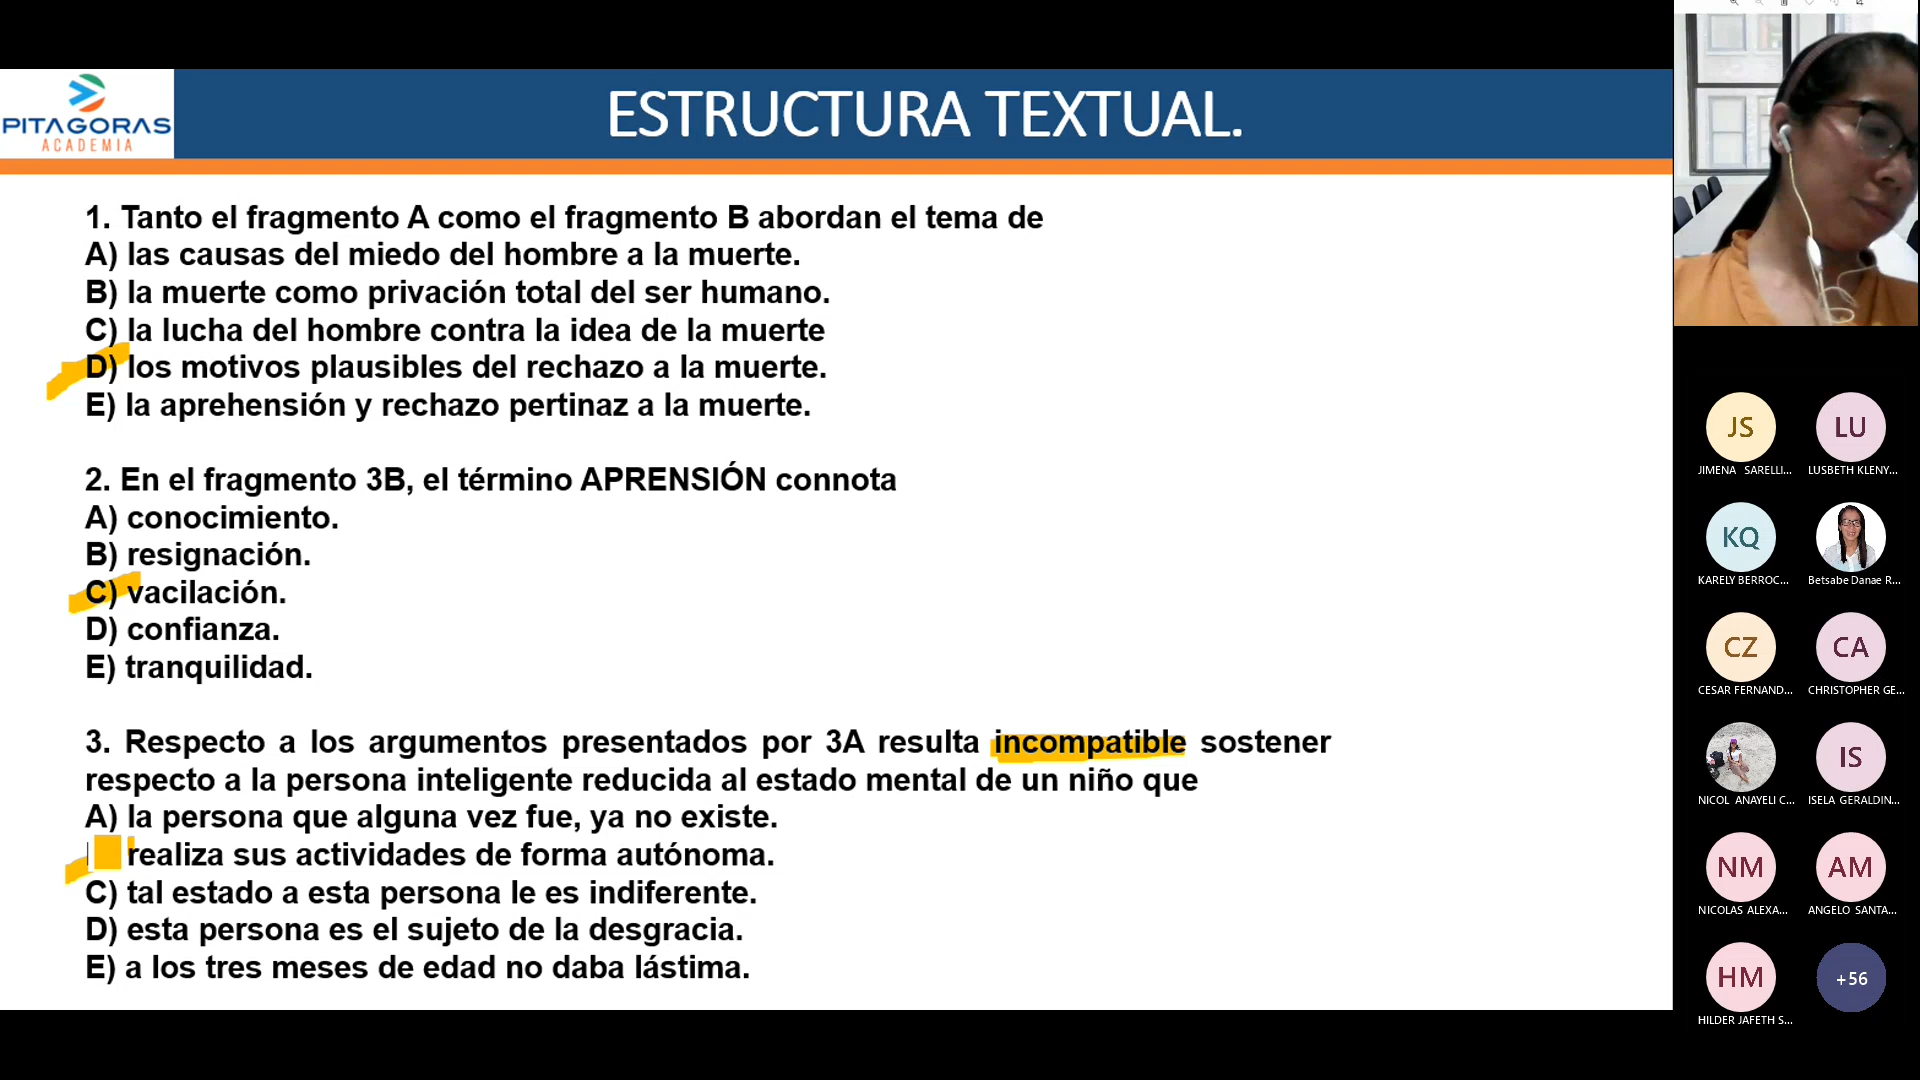 PITAGORAS
ACADEMIA
ESTRUCTURA TEXTUAL.
1. Tanto el fragmento A como el fragmento B abordan el tema de
A) las causas del miedo del hombre a la muerte.
B) la muerte como privación total del ser humano.
C) la lucha del hombre contra la idea de la muerte
D) los motivos plausibles del rechazo a la muerte.
E) la aprehensión y rechazo pertinaz a la muerte.
2. En el fragmento 3B, el término APRENSIÓN connota
A) conocimiento.
B) resignación.
C) vacilación.
D) confianza.
E) tranquilidad.
3. Respecto a los argumentos presentados por 3A resulta incompatible sostener
respecto a la persona inteligente reducida al estado mental de un niño que
A) la persona que alguna vez fue, ya no existe.
realiza sus actividades de forma autónoma.
C) tal estado a esta persona le es indiferente.
D) esta persona es el sujeto de la desgracia.
E) a los tres meses de edad no daba lástima.
JS LU
JIMENA SARELLI... LUSBETH KLENY...
KQ
KARELY BERROC... Betsabe Danae R...
CZ CA
CESAR FERNAND... CHRISTOPHER GE...
IS
NICOL ANAYELI C... ISELA GERALDIN...
NM AM
NICOLAS ALEXA... ANGELO SANTA...
HM +56
HILDER JAFETH S...